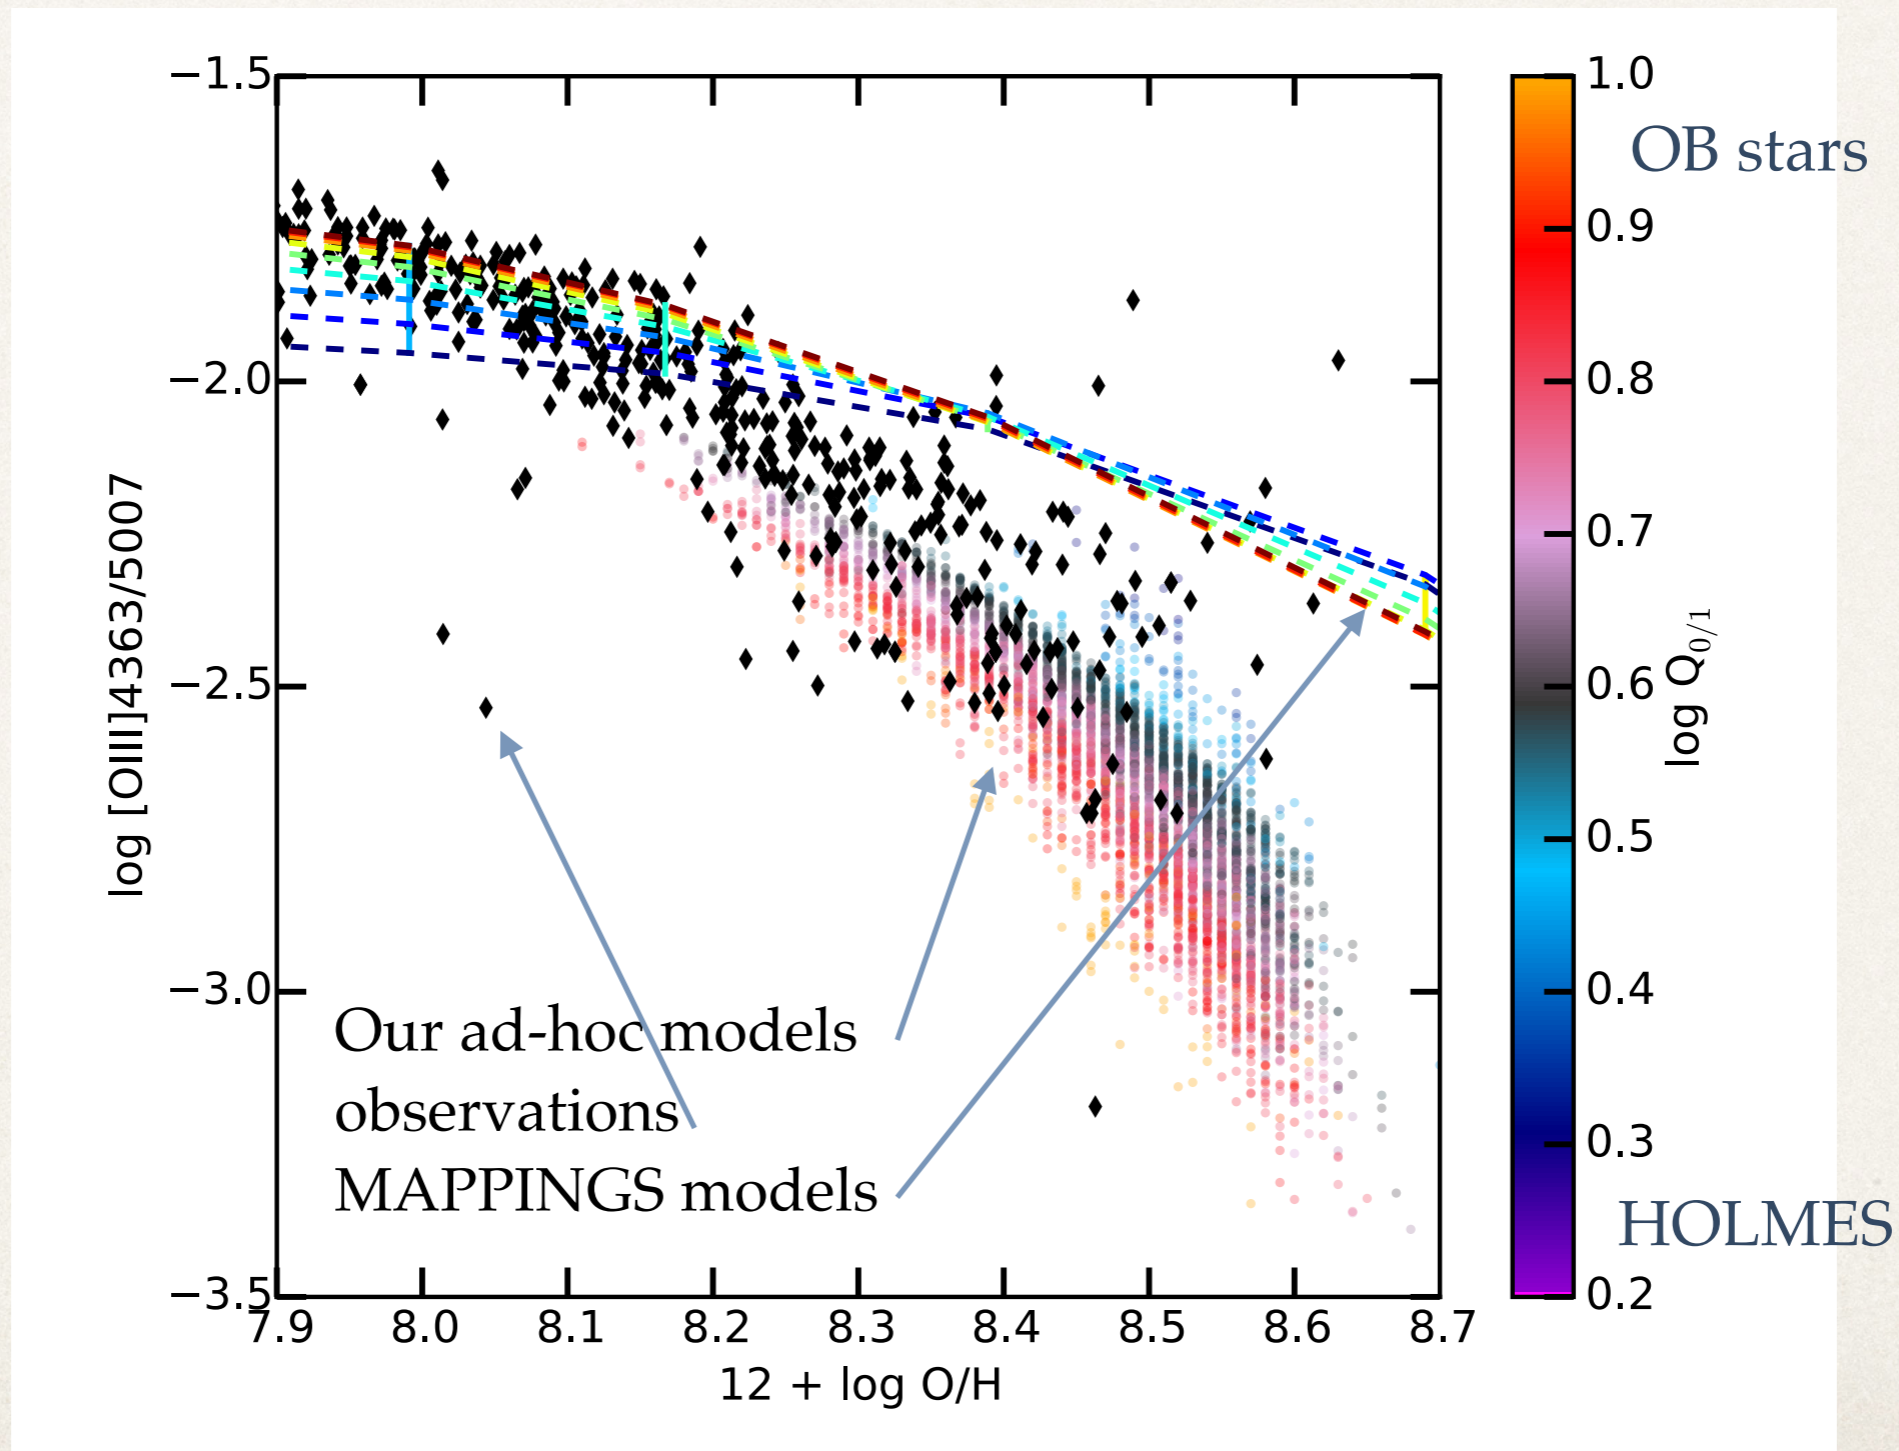 −1.5
−2.0
−2.5
−3.0
−3.5
log [OIII]4363/5007
7.9 8.0 8.1 8.2 8.3 8.4 8.5 8.6 8.7
12 + log O/H
Our ad-hoc models
observations
MAPPINGS models
1.0
0.9
0.8
0.7
0.6
0.5
0.4
0.3
0.2
log Q0/1
OB stars
HOLMES